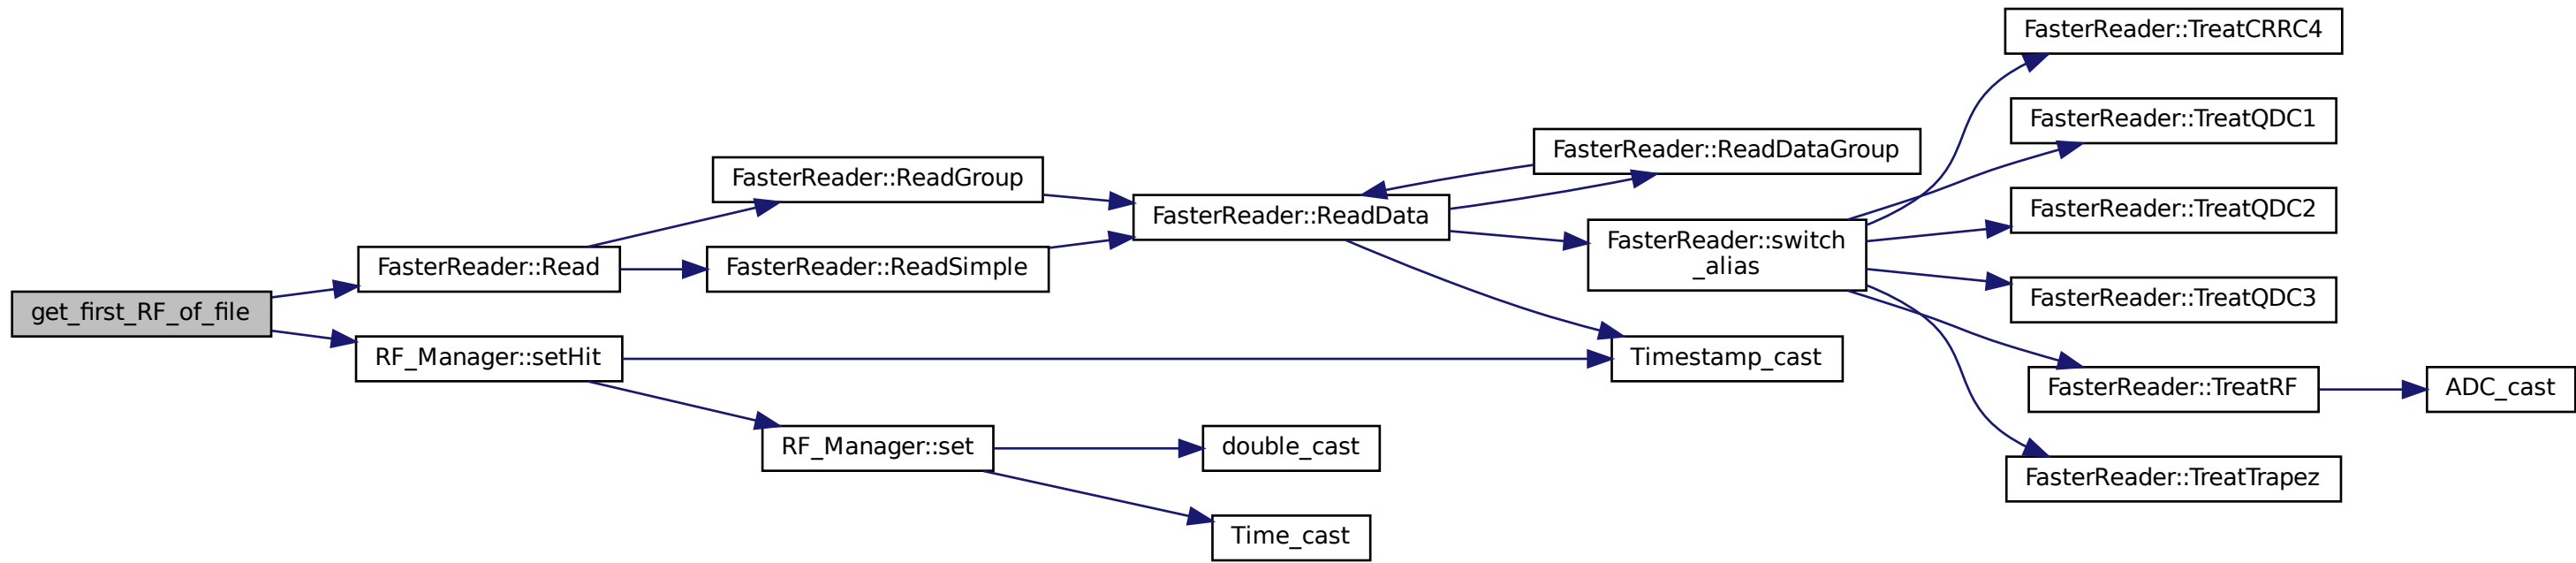 get_first_RF_of_file
FasterReader::Read
RF_Manager::setHit
FasterReader::ReadGroup
FasterReader::ReadSimple
RF_Manager::set
FasterReader::ReadData
double_cast
Time_cast
FasterReader::ReadDataGroup
FasterReader::switch
_alias
Timestamp_cast
FasterReader::TreatCRRC4
FasterReader::TreatQDC1
FasterReader::TreatQDC2
FasterReader::TreatQDC3
FasterReader::TreatRF
FasterReader::TreatTrapez
ADC_cast